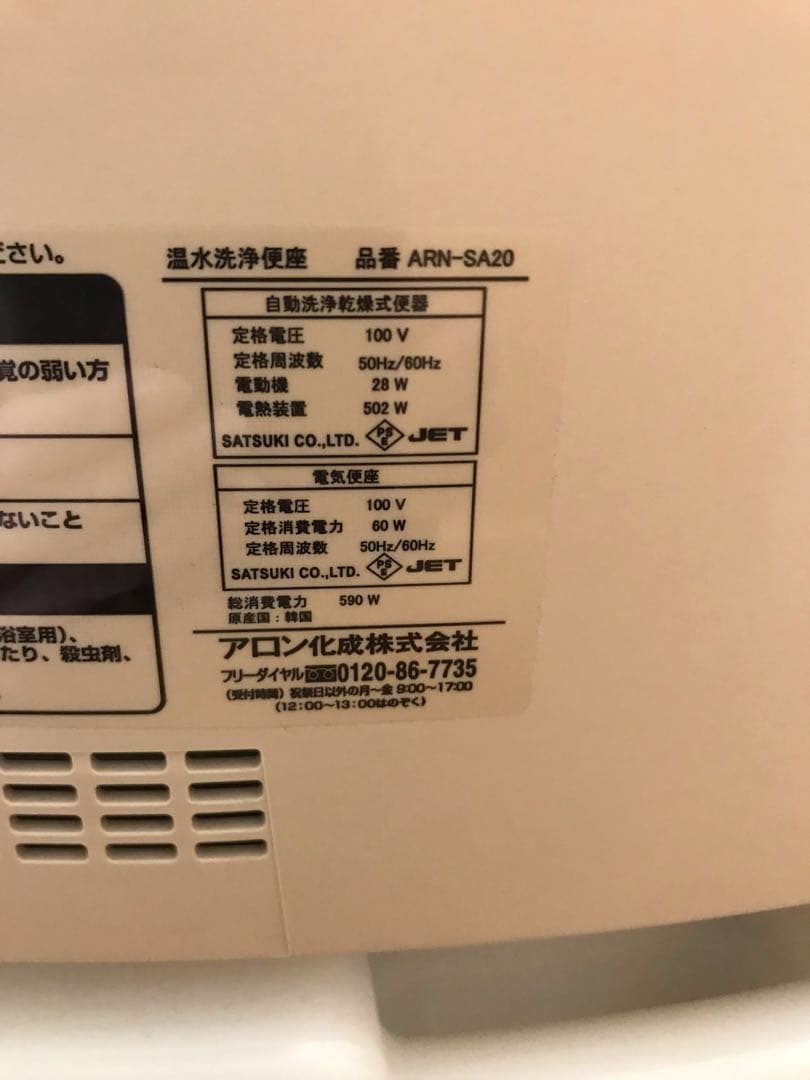 ださい。
覚の弱い方
ないこと
浴室用)、
たり、殺虫剤、
温水洗浄便座 品番 ARN-SA20
自動洗浄乾燥式便器
定格電圧 100 V
定格周波数 50Hz/60Hz
電動機 28 W
電熱装置 502 W
SATSUKI CO.,LTD. PSE JET
電気便座
定格電圧 100 V
定格消費電力 60 W
定格周波数 50Hz/60Hz
SATSUKI CO.,LTD. PSE JET
総消費電力 590 W
原産国:韓国
アロン化成株式会社
フリーダイヤル 0120-86-7735
(受付時間) 祝祭日以外の月~金 9:00~17:00
(12:00~13:00はのぞく)